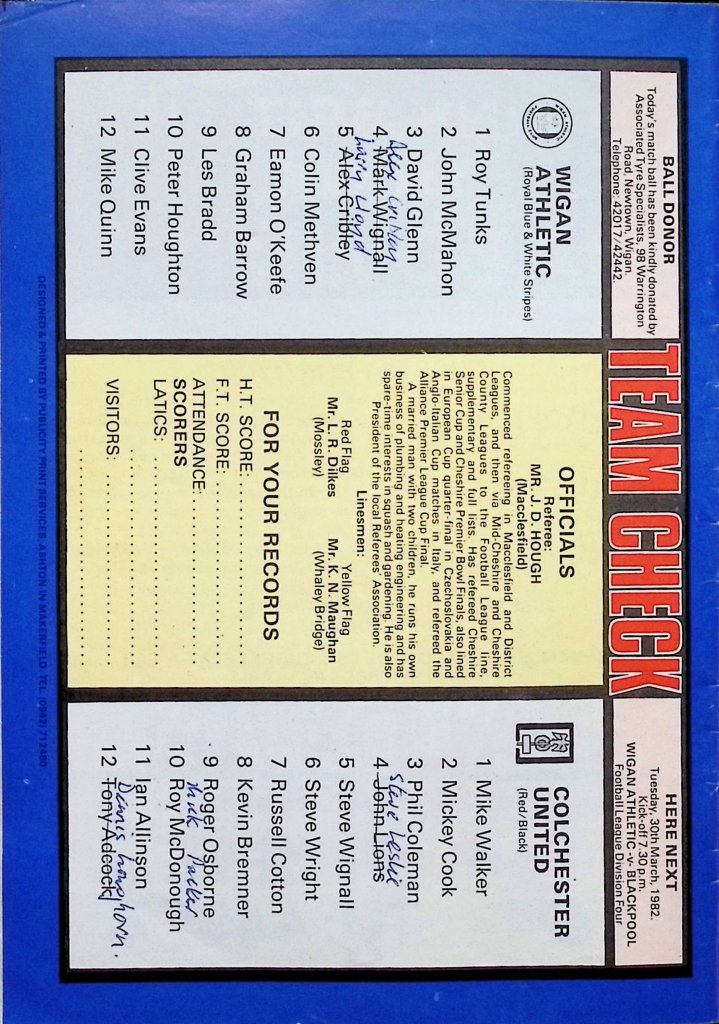 BALL DONOR
Today's match ball has been kindly donated by
Associated Tyre Specialists, 98 Warrington
Road, Newtown, Wigan.
Telephone: 42017/42442.
TEAM CHECK
HERE NEXT
Tuesday, 30th March, 1982.
Kick-off 7.30 p.m.
WIGAN ATHLETIC -v- BLACKPOOL
Football League Division Four
WIGAN
ATHLETIC
(Royal Blue & White Stripes)
1 Roy Tunks
2 John McMahon
3 David Glenn
Alex Cribley
4 Mark Wignall
Larry Lloyd
5 Alex Cribley
6 Colin Methven
7 Eamon O'Keefe
8 Graham Barrow
9 Les Bradd
10 Peter Houghton
11 Clive Evans
12 Mike Quinn
OFFICIALS
Referee:
MR. J. D. HOUGH
(Macclesfield)
Commenced refereeing in Macclesfield and District
Leagues, and then via Mid-Cheshire and Cheshire
County Leagues to the Football League line,
supplementary and full lists. Has refereed Cheshire
Senior Cup and Cheshire Premier Bowl Finals, also lined
in European Cup quarter-final in Czechoslovakia and
Anglo-Italian Cup matches in Italy, and refereed the
Alliance Premier League Cup Final.
A married man with two children, he runs his own
business of plumbing and heating engineering and has
spare-time interests in squash and gardening. He is also
President of the local Referees' Association.
Linesmen:
Red Flag Yellow Flag
Mr. L. R. Dilkes Mr. K. N. Maughan
(Mossley) (Whaley Bridge)
FOR YOUR RECORDS
H.T. SCORE:
F.T. SCORE:
ATTENDANCE:
SCORERS
LATICS:
VISITORS:
COLCHESTER
UNITED
(Red/Black)
1 Mike Walker
2 Mickey Cook
3 Phil Coleman
Steve Leslie
4 John Lions
5 Steve Wignall
6 Steve Wright
7 Russell Cotton
8 Kevin Bremner
9 Roger Osborne
Mick Packer
10 Roy McDonough
11 Ian Allinson
Dennis Longhorn.
12 Tony Adcock
DESIGNED & PRINTED BY PUBLICITY PRINT SERVICES · ASHTON-IN-MAKERFIELD TEL. (0942) 712480